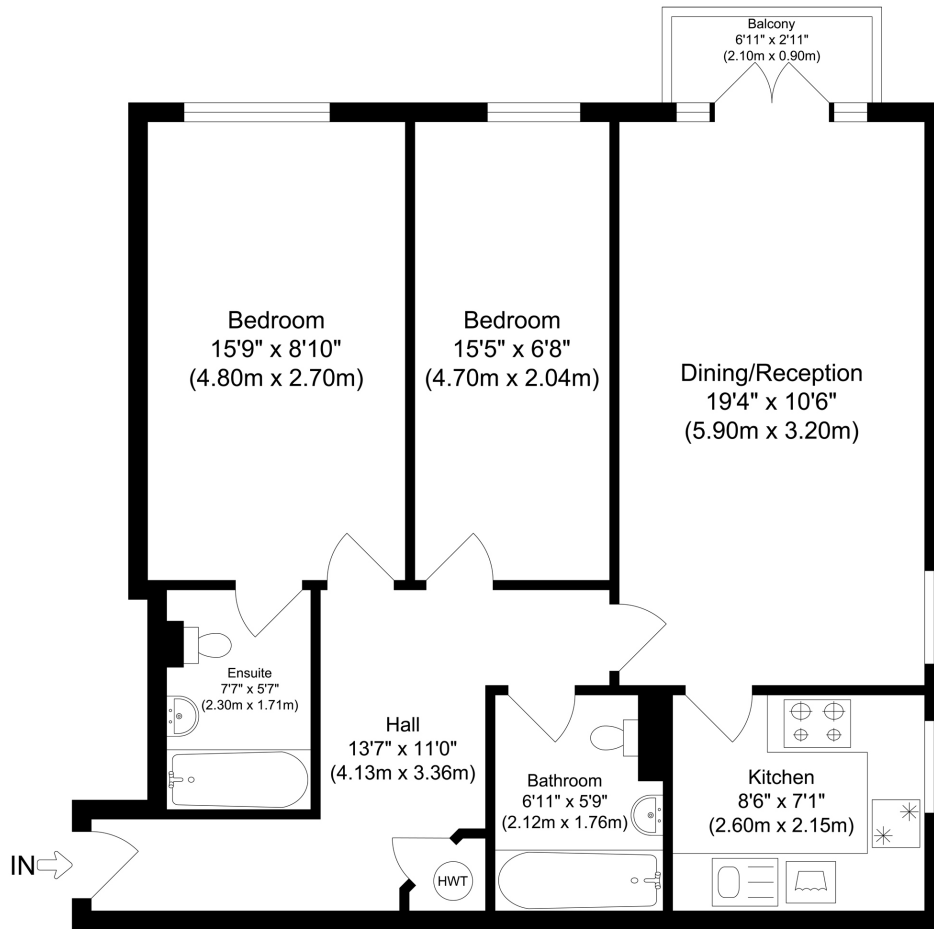 Balcony
6'11" x 2'11"
(2.10m x 0.90m)
Bedroom
15'9" x 8'10"
(4.80m x 2.70m)
Bedroom
15'5" x 6'8"
(4.70m x 2.04m)
Dining/Reception
19'4" x 10'6"
(5.90m x 3.20m)
Ensuite
7'7" x 5'7"
(2.30m x 1.71m)
Hall
13'7" x 11'0"
(4.13m x 3.36m)
Bathroom
6'11" x 5'9"
(2.12m x 1.76m)
Kitchen
8'6" x 7'1"
(2.60m x 2.15m)
IN
HWT